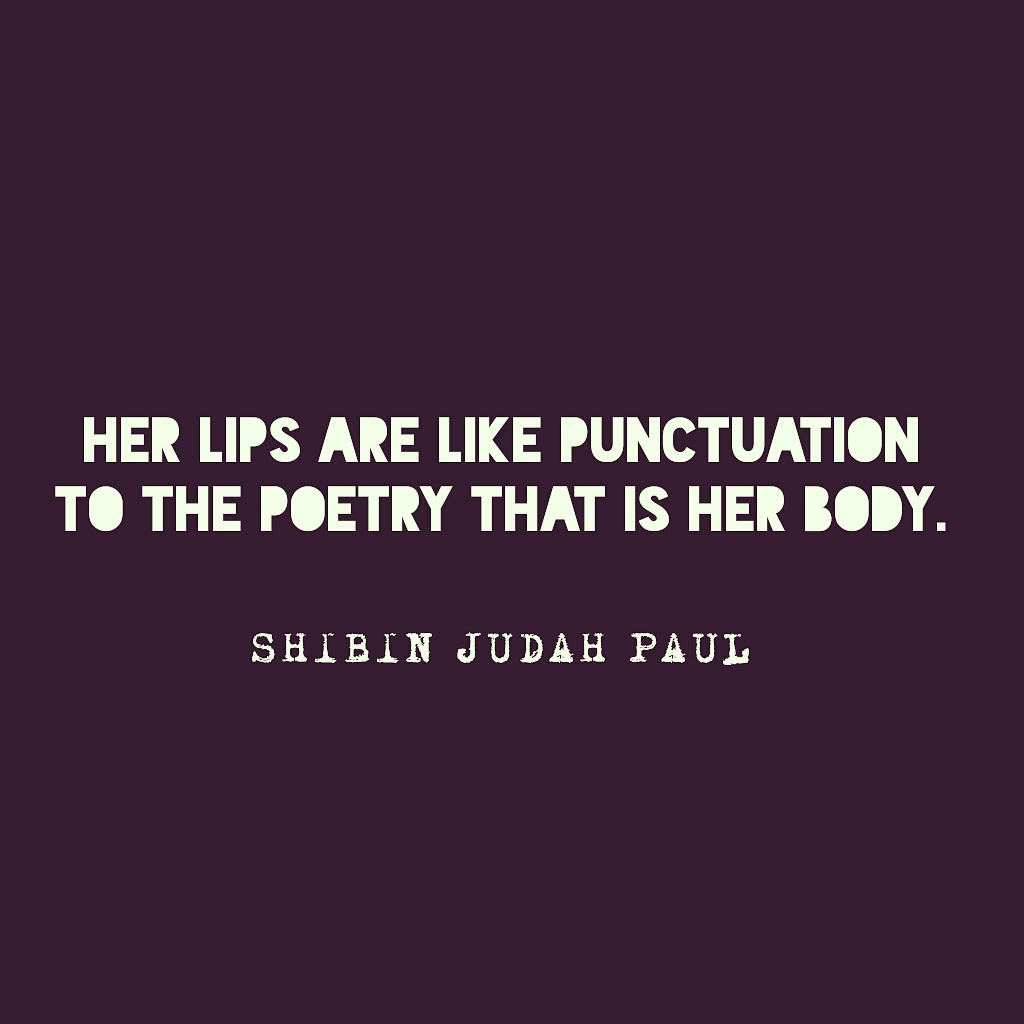 HER LIPS ARE LIKE PUNCTUATION
TO THE POETRY THAT IS HER BODY.
SHIBIN JUDAH PAUL